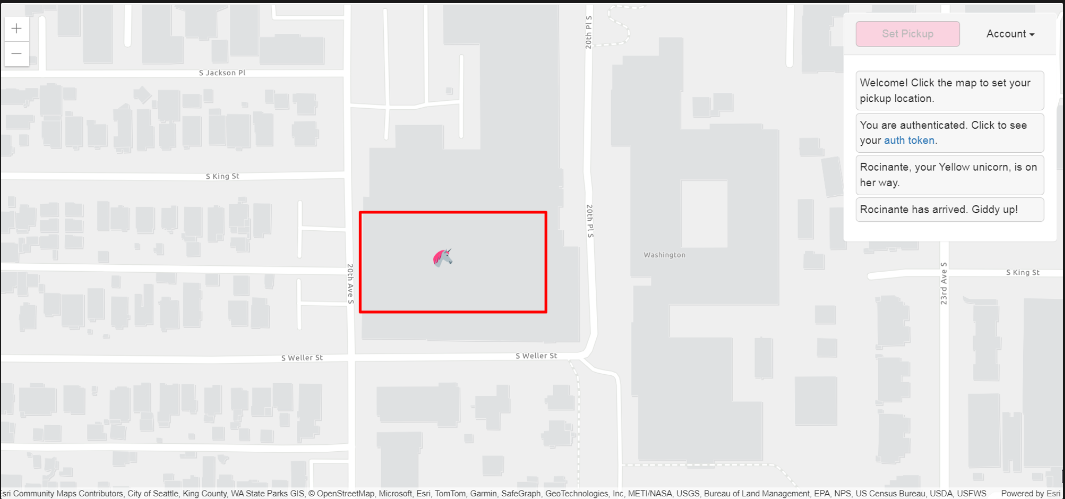 +
−
S Jackson Pl
S King St
20th Ave S
S Weller St
S Weller St
20th Pl S
20th Pl S
Washington
23rd Ave S
S King St
Set Pickup
Account
Welcome! Click the map to set your
pickup location.
You are authenticated. Click to see
your auth token.
Rocinante, your Yellow unicorn, is on
her way.
Rocinante has arrived. Giddy up!
sri Community Maps Contributors, City of Seattle, King County, WA State Parks GIS, © OpenStreetMap, Microsoft, Esri, TomTom, Garmin, SafeGraph, GeoTechnologies, Inc, METI/NASA, USGS, Bureau of Land Management, EPA, NPS, US Census Bureau, USDA, USFWS
Powered by Esri